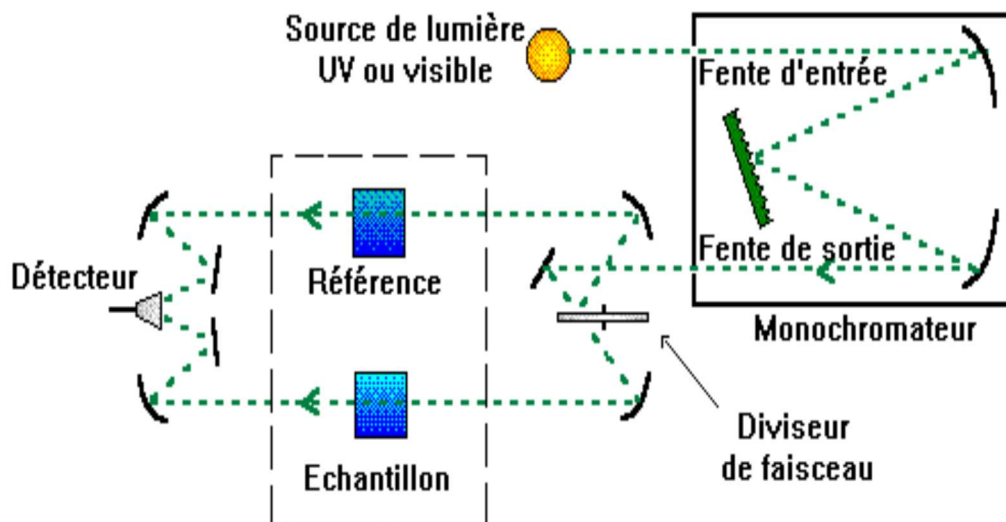 Source de lumière
UV ou visible
Fente d'entrée
Fente de sortie
Détecteur
Référence
Monochromateur
Echantillon
Diviseur
de faisceau